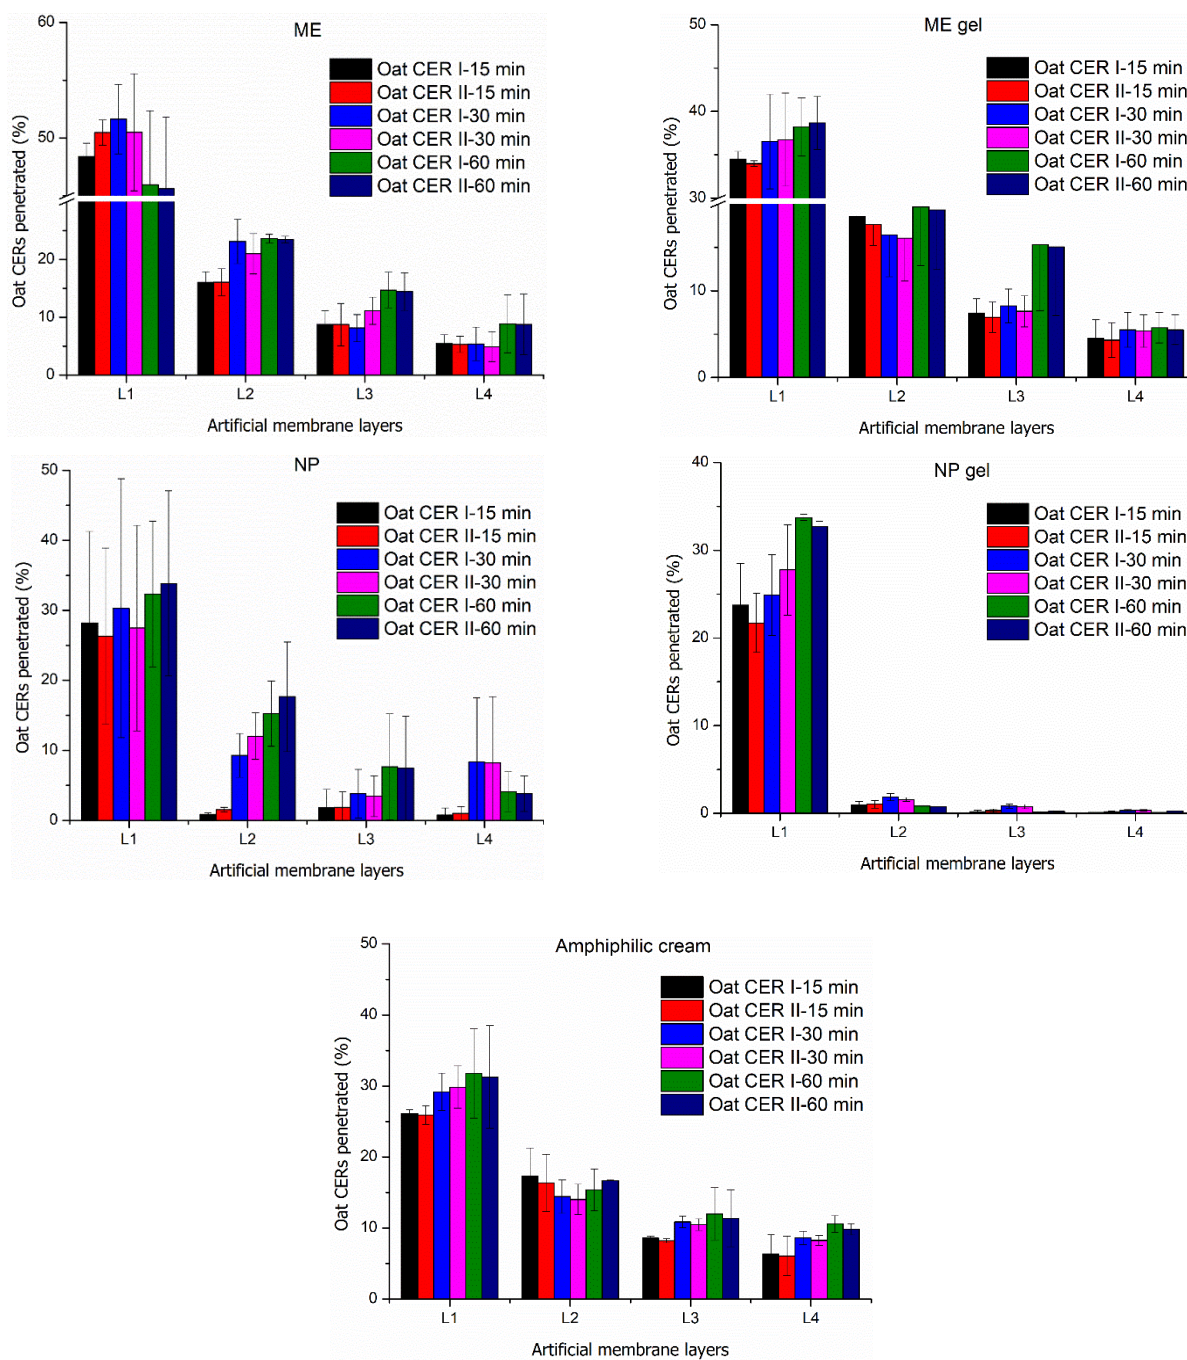 ME
Oat CERs penetrated (%)
60
50
20
10
0
Oat CER I-15 min
Oat CER II-15 min
Oat CER I-30 min
Oat CER II-30 min
Oat CER I-60 min
Oat CER II-60 min
L1 L2 L3 L4
Artificial membrane layers
ME gel
Oat CERs penetrated (%)
50
40
30
10
0
Oat CER I-15 min
Oat CER II-15 min
Oat CER I-30 min
Oat CER II-30 min
Oat CER I-60 min
Oat CER II-60 min
L1 L2 L3 L4
Artificial membrane layers
NP
Oat CERs penetrated (%)
50
40
30
20
10
0
Oat CER I-15 min
Oat CER II-15 min
Oat CER I-30 min
Oat CER II-30 min
Oat CER I-60 min
Oat CER II-60 min
L1 L2 L3 L4
Artificial membrane layers
NP gel
Oat CERs penetrated (%)
40
30
20
10
0
Oat CER I-15 min
Oat CER II-15 min
Oat CER I-30 min
Oat CER II-30 min
Oat CER I-60 min
Oat CER II-60 min
L1 L2 L3 L4
Artificial membrane layers
Amphiphilic cream
Oat CERs penetrated (%)
50
40
30
20
10
0
Oat CER I-15 min
Oat CER II-15 min
Oat CER I-30 min
Oat CER II-30 min
Oat CER I-60 min
Oat CER II-60 min
L1 L2 L3 L4
Artificial membrane layers